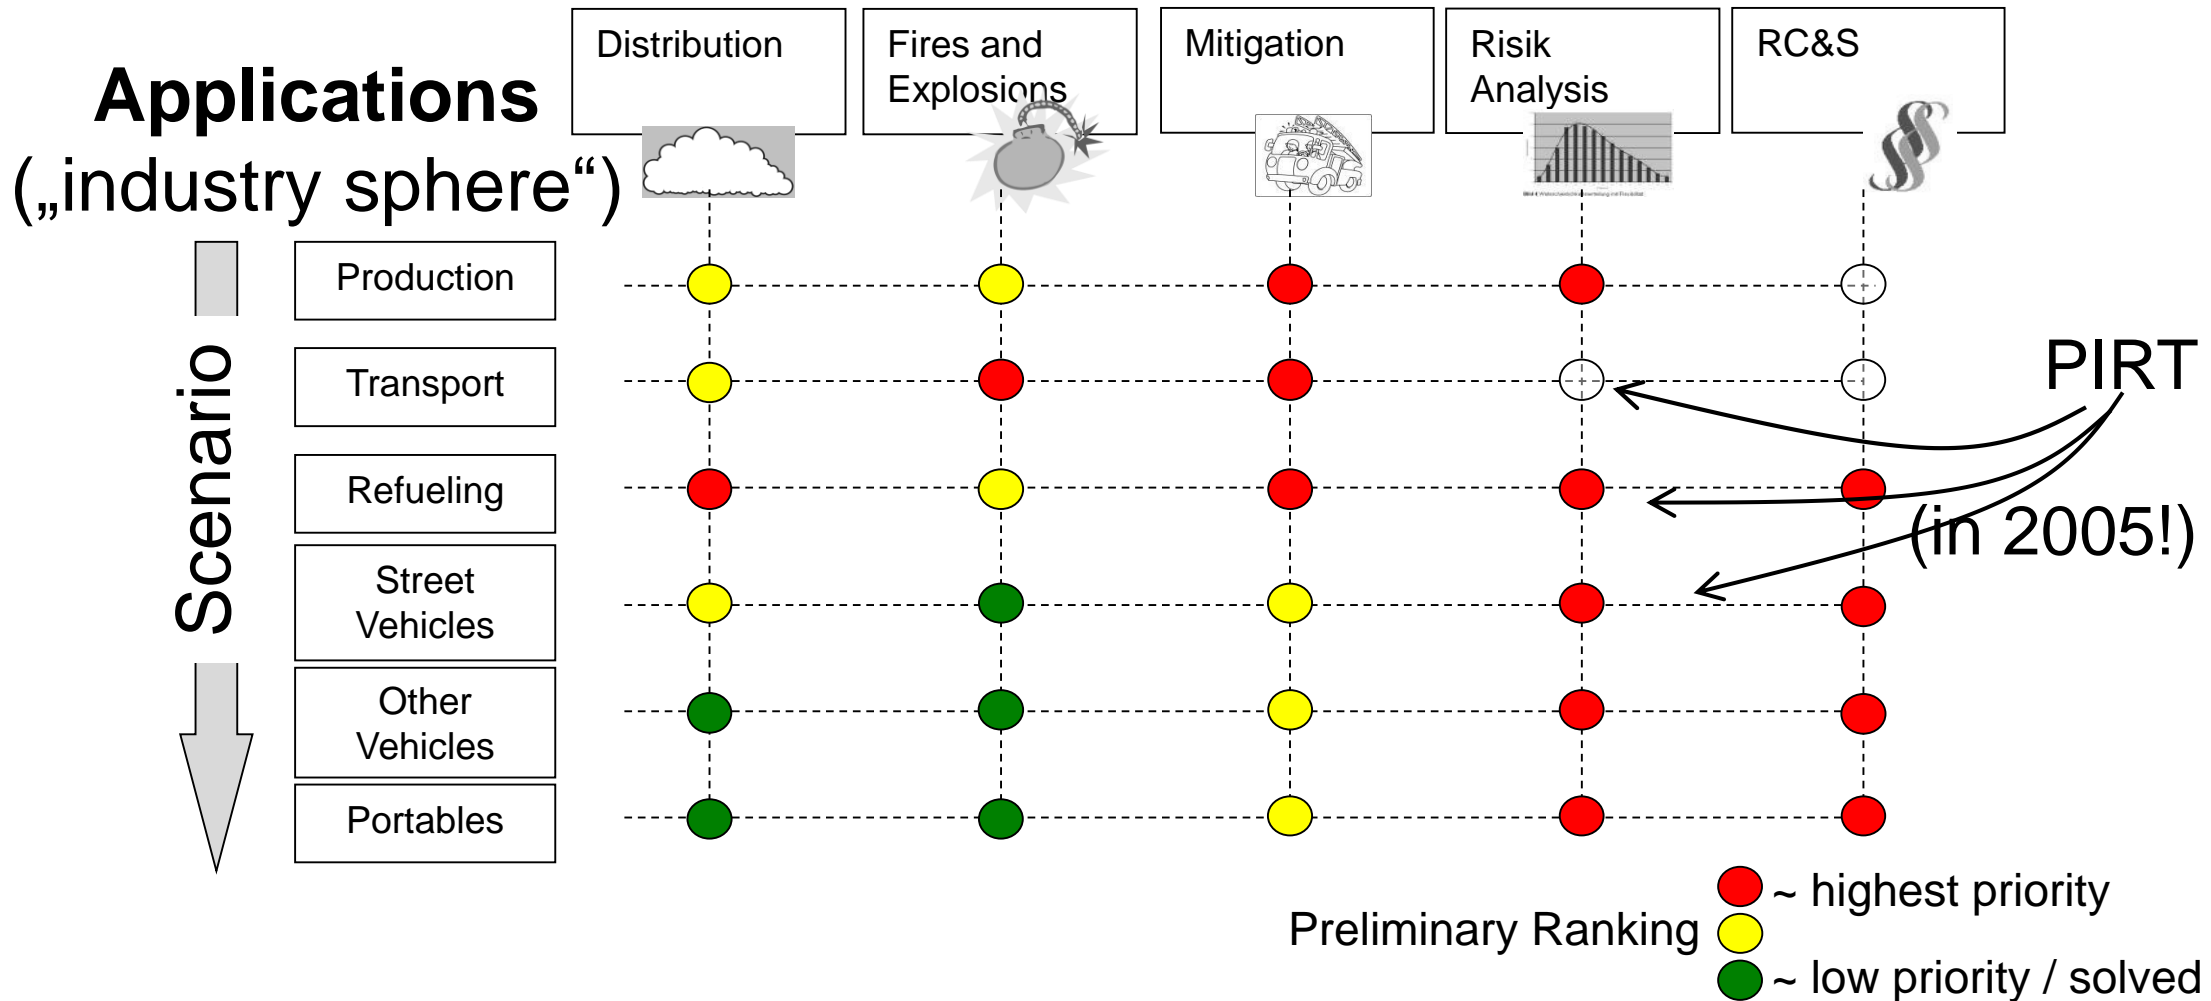 Distribution
Fires and
Explosions
Mitigation
Risik
Analysis
RC&S
Applications
(„industry sphere“)
Scenario
Production
Transport
Refueling
Street
Vehicles
Other
Vehicles
Portables
PIRT
(in 2005!)
Preliminary Ranking
~ highest priority
~ low priority / solved